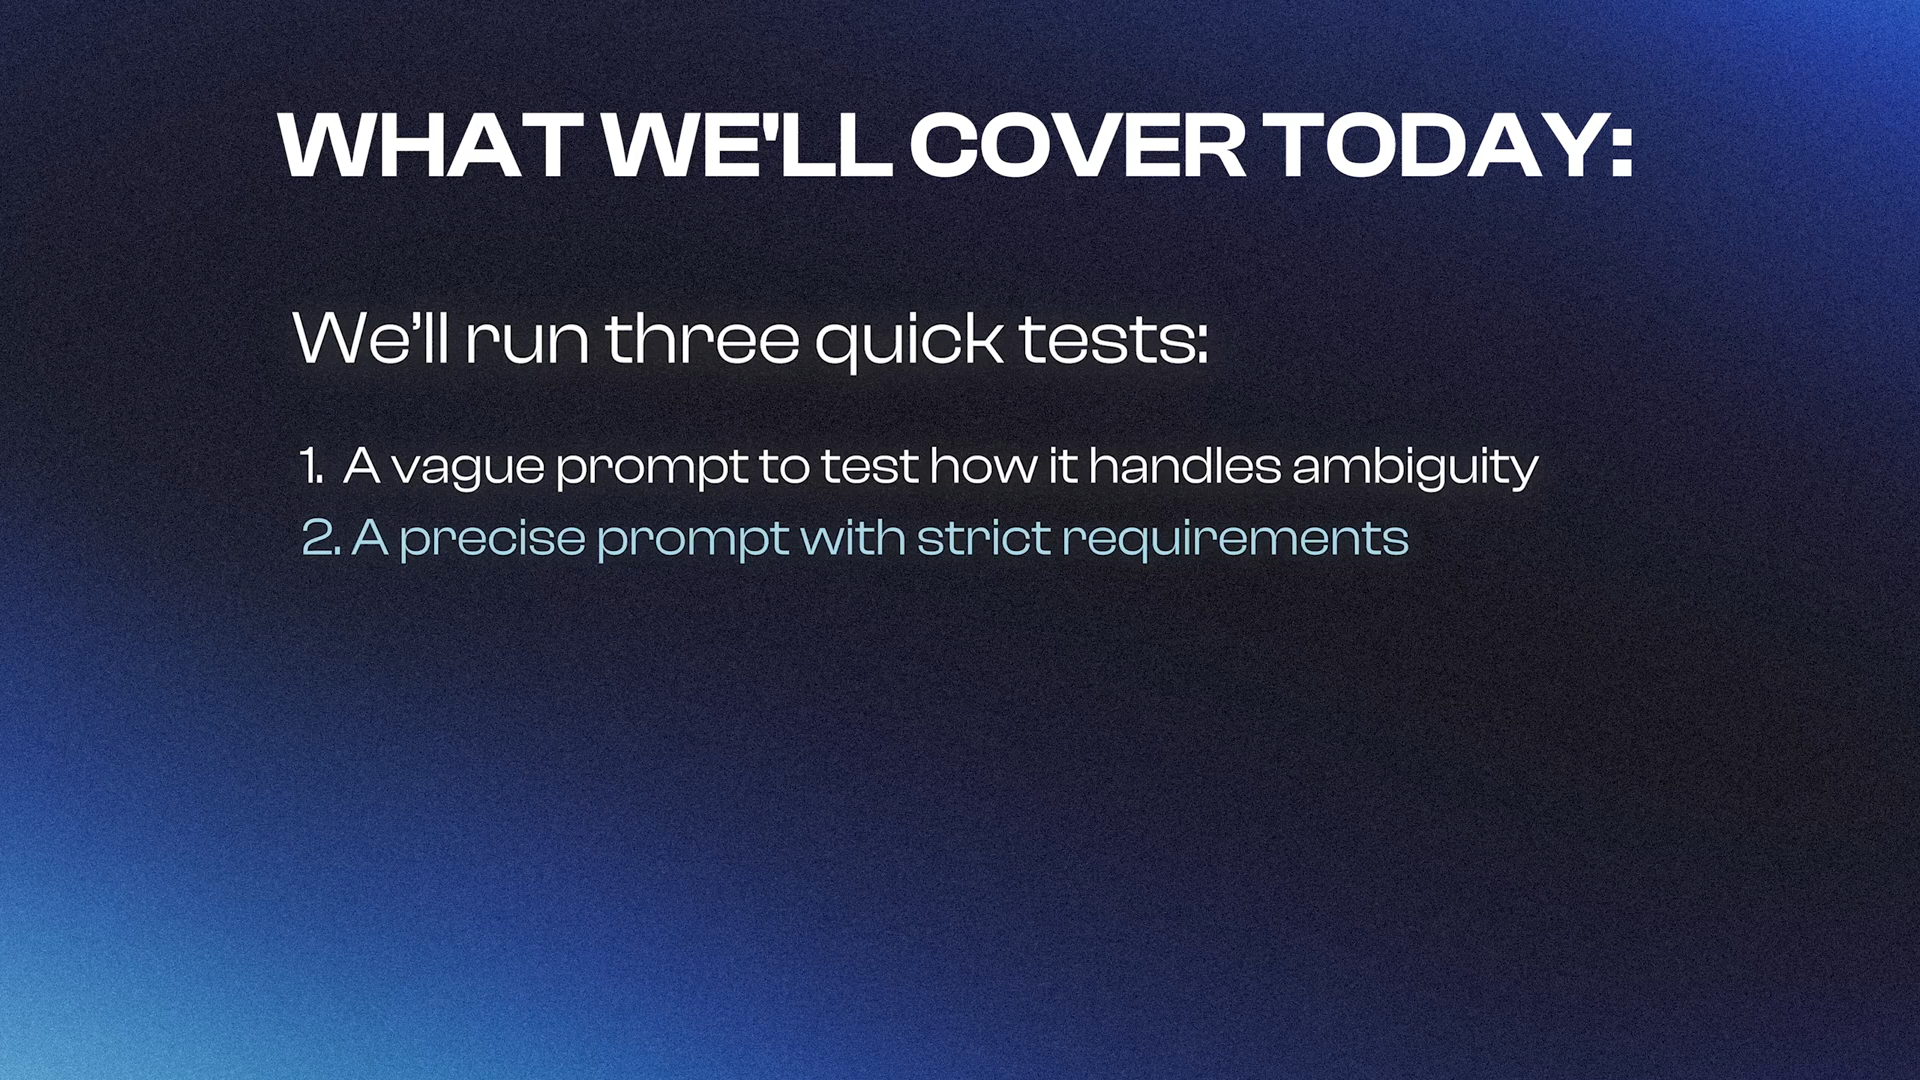 WHAT WE'LL COVER TODAY:
We’ll run three quick tests:
1. A vague prompt to test how it handles ambiguity
2. A precise prompt with strict requirements